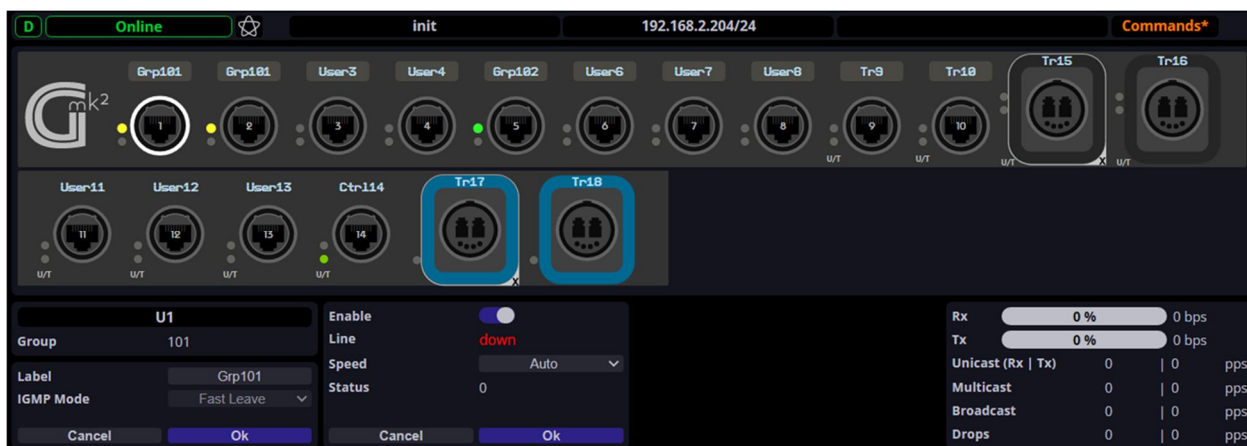 D Online init 192.168.2.204/24 Commands*
G mk2
Grp101 Grp101 User3 User4 Grp102 User6 User7 User8 Tr9 Tr10 Tr15 Tr16
1 2 3 4 5 6 7 8 9 10
U/T U/T U/T X U/T
User11 User12 User13 Ctrl14 Tr17 Tr18
11 12 13 14
U/T U/T U/T U/T X
U1
Group 101
Label Grp101
IGMP Mode Fast Leave
Cancel Ok
Enable
Line down
Speed Auto
Status 0
Cancel Ok
Rx 0 % 0 bps
Tx 0 % 0 bps
Unicast (Rx | Tx) 0 | 0 pps
Multicast 0 | 0 pps
Broadcast 0 | 0 pps
Drops 0 | 0 pps